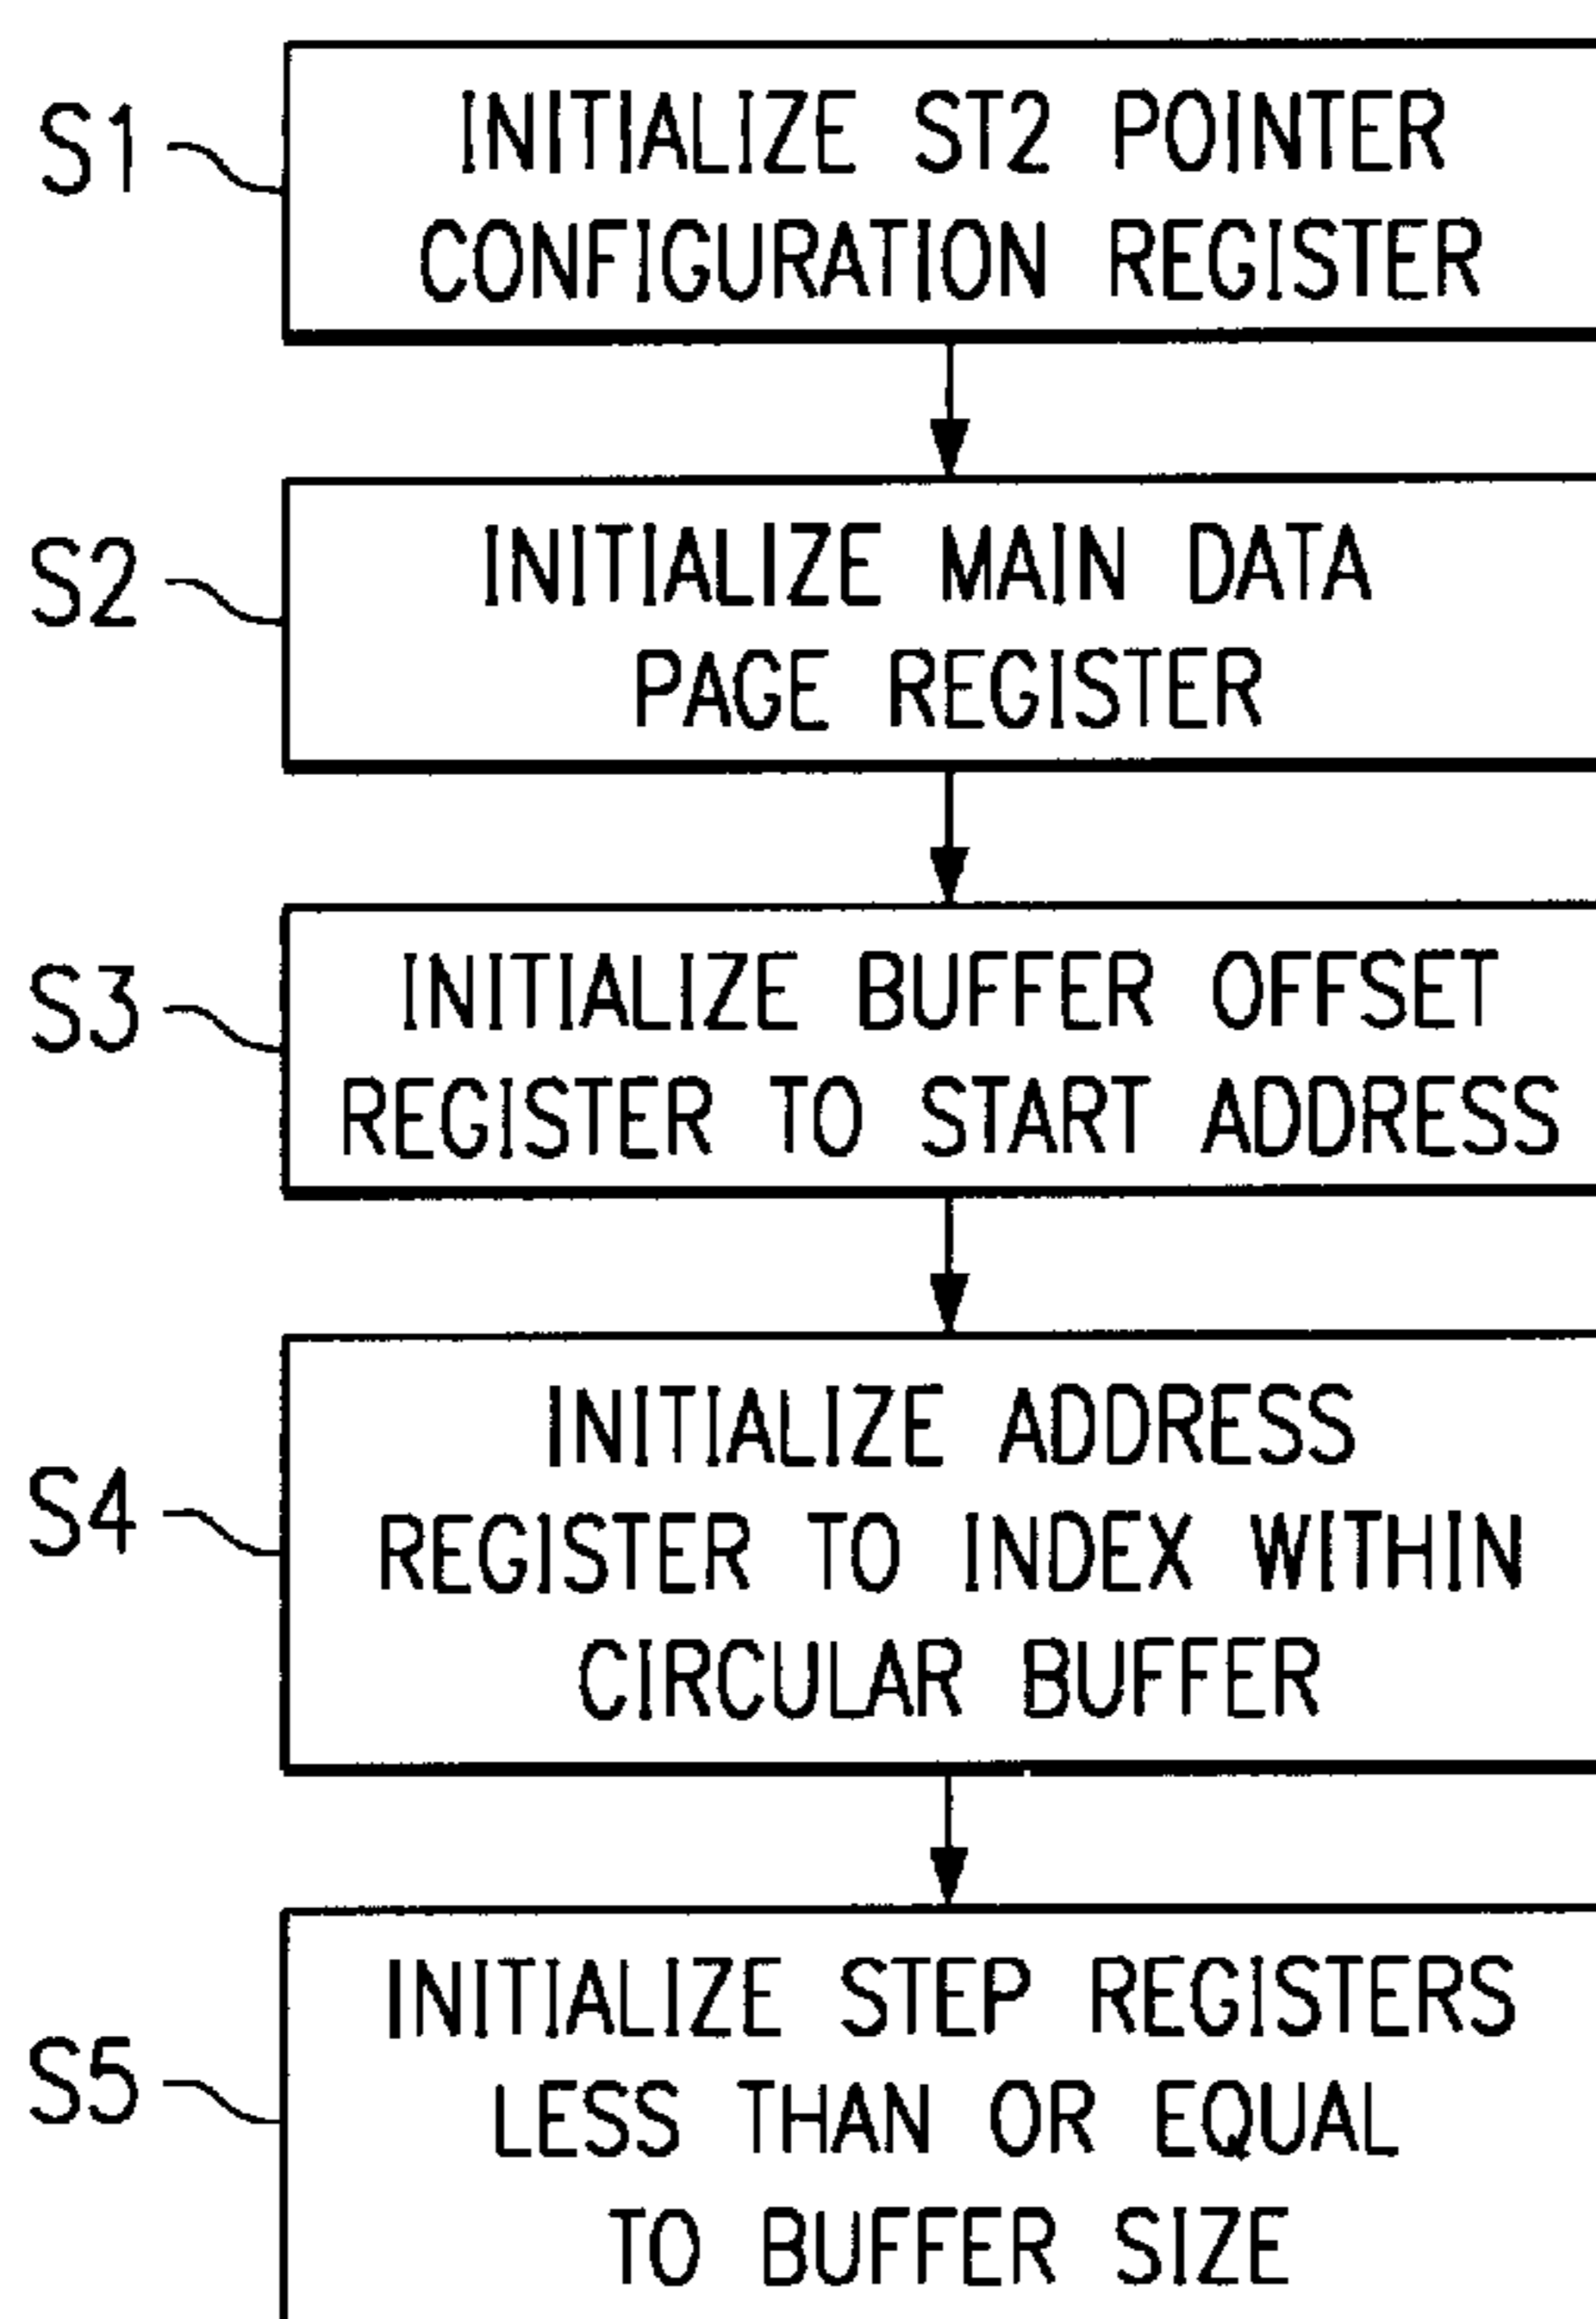 S1
INITIALIZE ST2 POINTER
CONFIGURATION REGISTER
S2
INITIALIZE MAIN DATA
PAGE REGISTER
S3
INITIALIZE BUFFER OFFSET
REGISTER TO START ADDRESS
S4
INITIALIZE ADDRESS
REGISTER TO INDEX WITHIN
CIRCULAR BUFFER
S5
INITIALIZE STEP REGISTERS
LESS THAN OR EQUAL
TO BUFFER SIZE